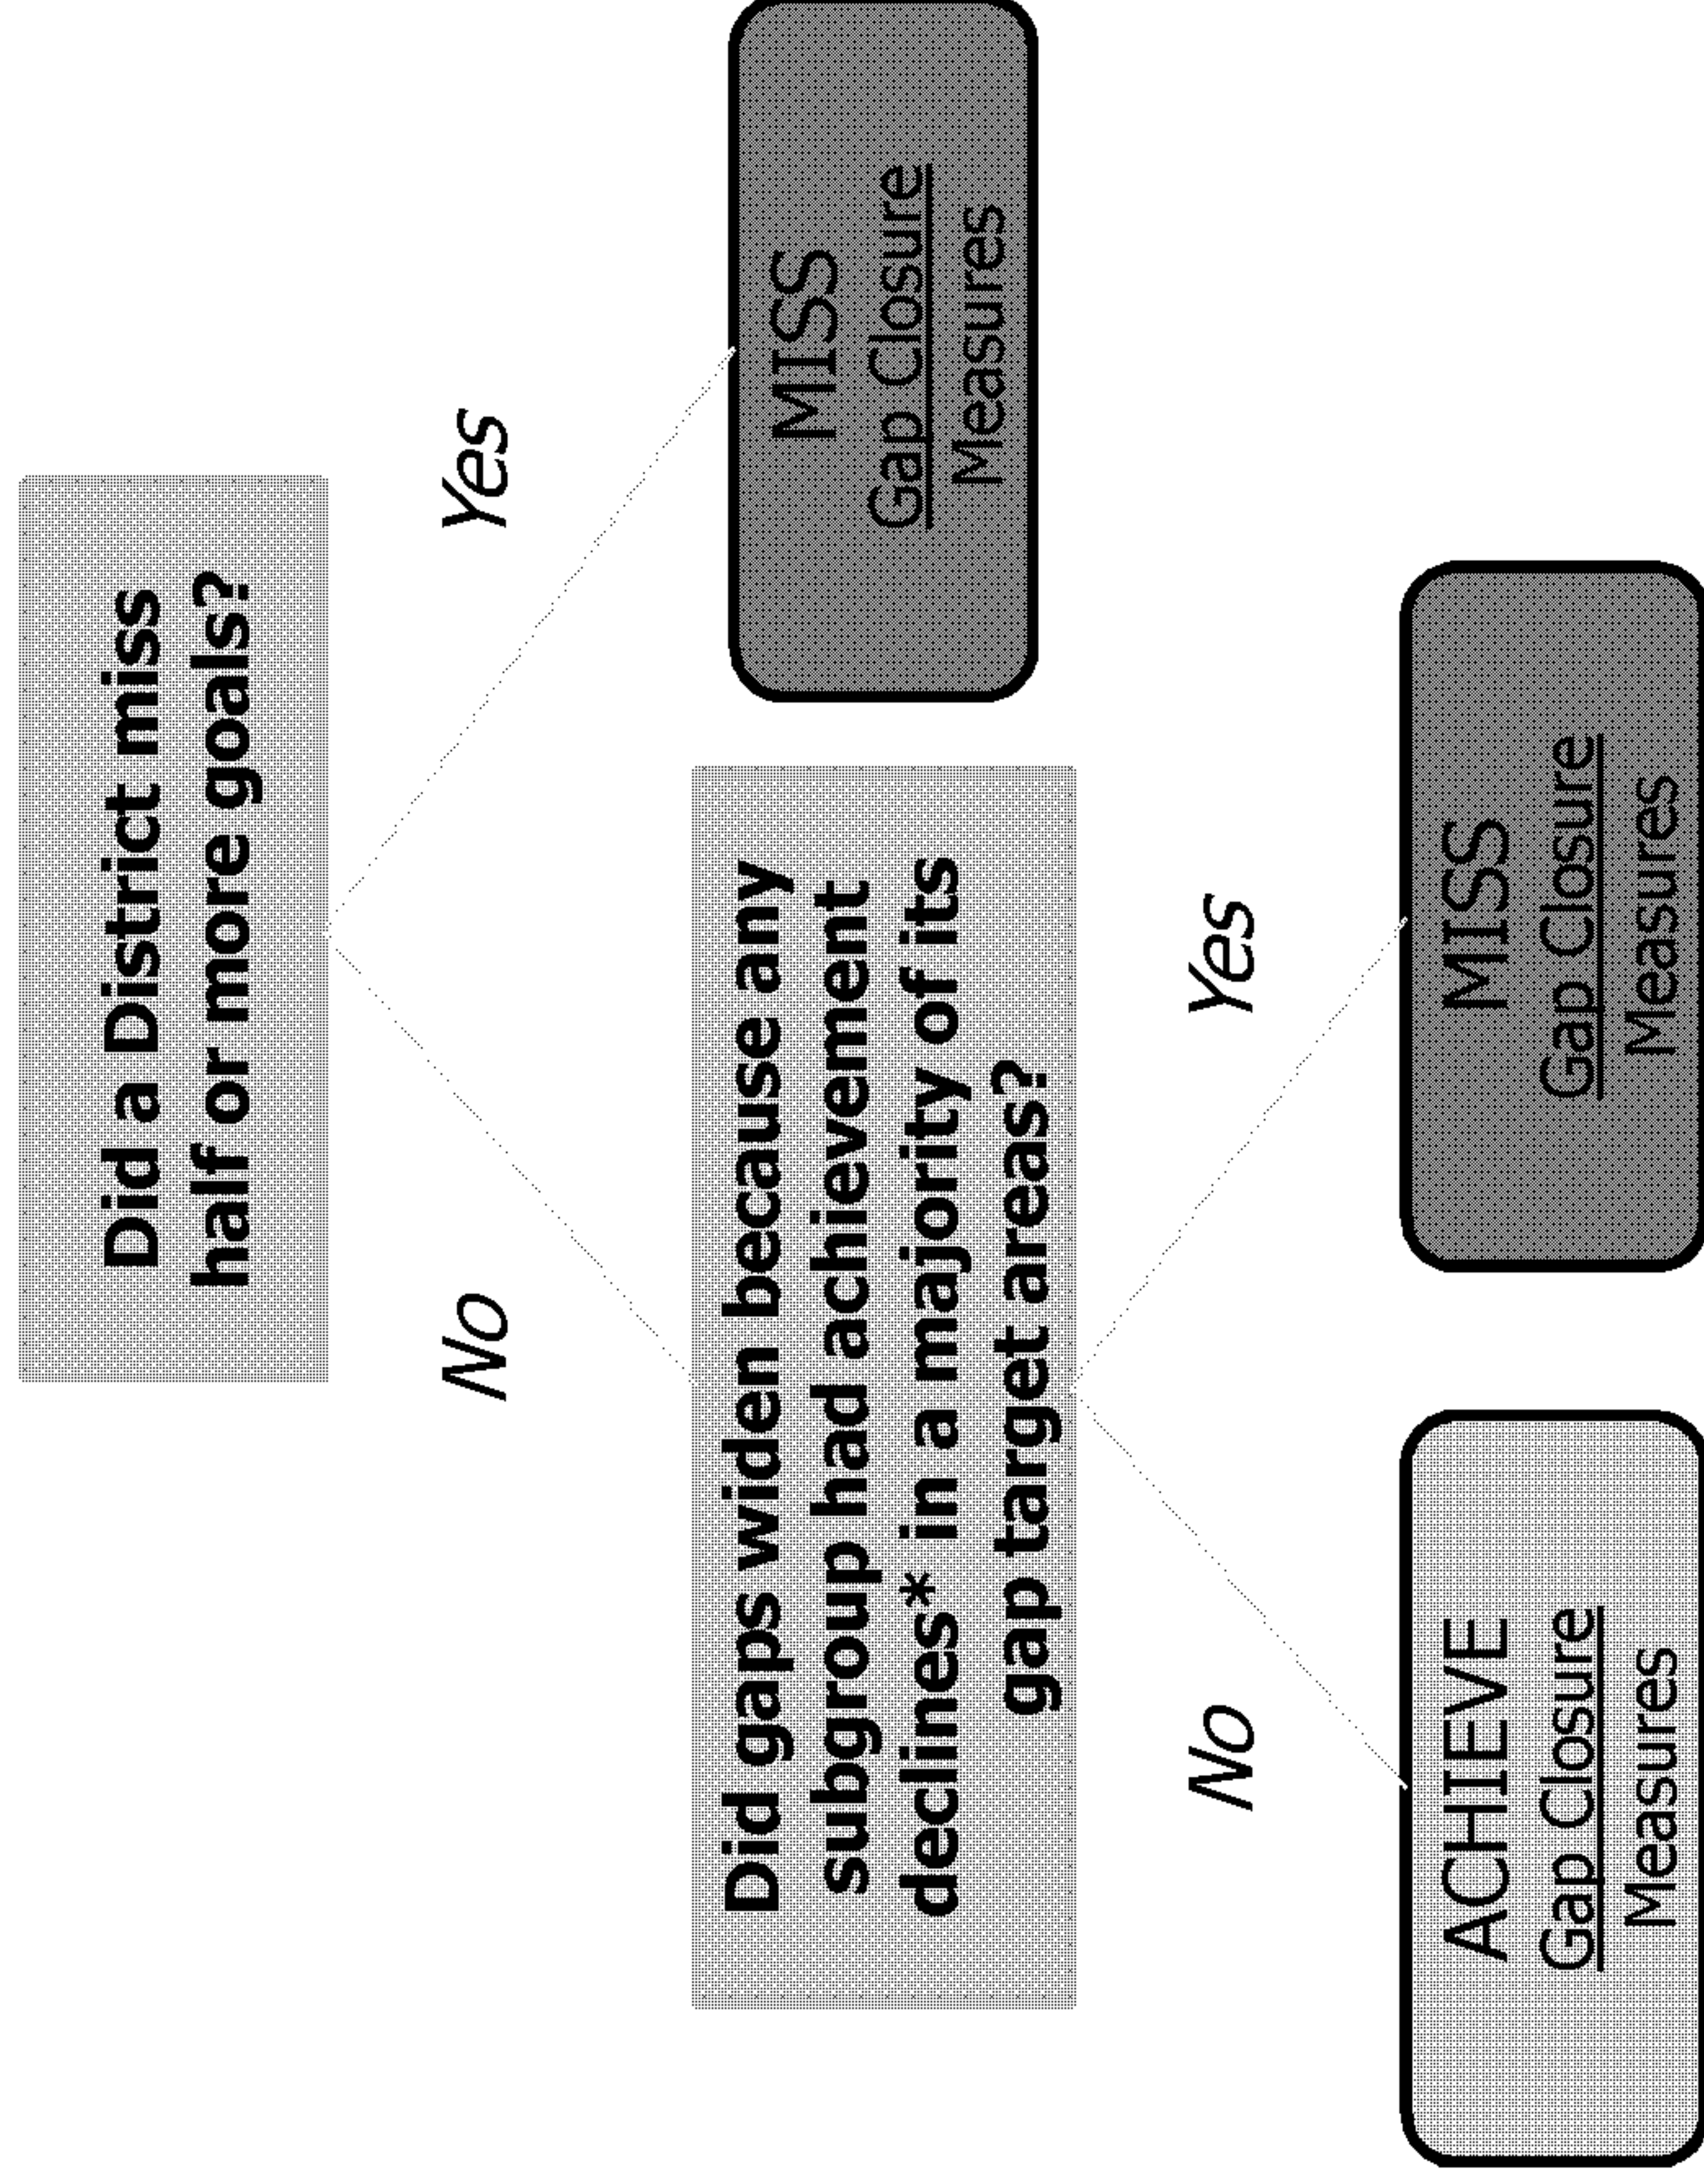 Did a District miss
half or more goals?
No
Yes
Did gaps widen because any
subgroup had achievement
declines* in a majority of its
gap target areas?
MISS
Gap Closure
Measures
No
Yes
ACHIEVE
Gap Closure
Measures
MISS
Gap Closure
Measures